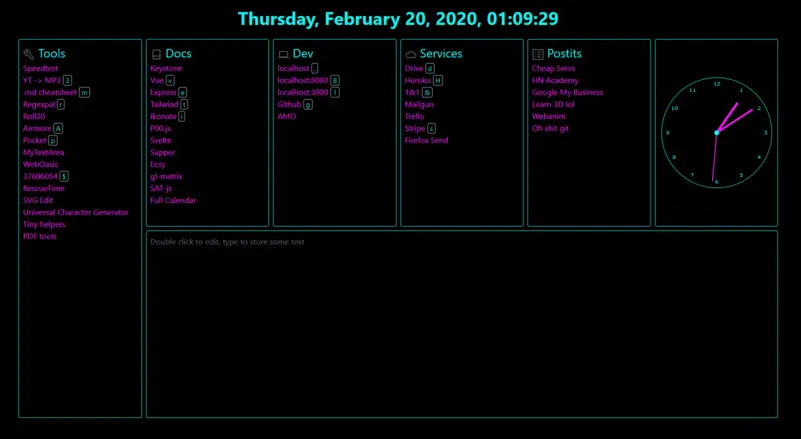 Thursday, February 20, 2020, 01:09:29
Tools
Speedtest
YT -> MP3 3
.md cheatsheet m
Regexpal r
Roll20
Airmore A
Pocket p
MyTextArea
WebOasis
37696054 $
RescueTime
SVG Edit
Universal Character Generator
Tiny helpers
PDF tools
Docs
Keystone
Vue v
Express e
Tailwind t
Ikonate i
PIXI.js
Svelte
Sapper
Ecsy
gl-matrix
SAT-js
Full Calendar
Dev
localhost .
localhost:8080 8
localhost:3000 1
Github g
AMO
Services
Drive d
Heroku H
1&1 &
Mailgun
Trello
Stripe s
Firefox Send
Postits
Cheap Servs
HN Academy
Google My Business
Learn 3D lol
Webanim
Oh shit git
12
1
2
3
4
5
6
7
8
9
10
11
Double click to edit, type to store some text